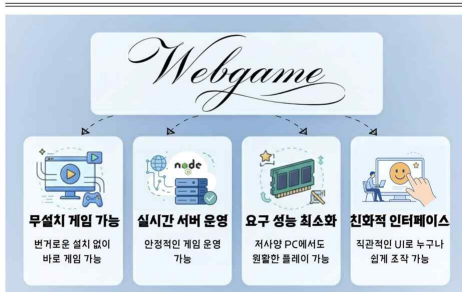 Webgame
node
무설치 게임 가능
실시간 서버 운영
요구 성능 최소화
친화적 인터페이스
번거로운 설치 없이
바로 게임 가능
안정적인 게임 운영
가능
저사양 PC에서도
원활한 플레이 가능
직관적인 UI로 누구나
쉽게 조작 가능